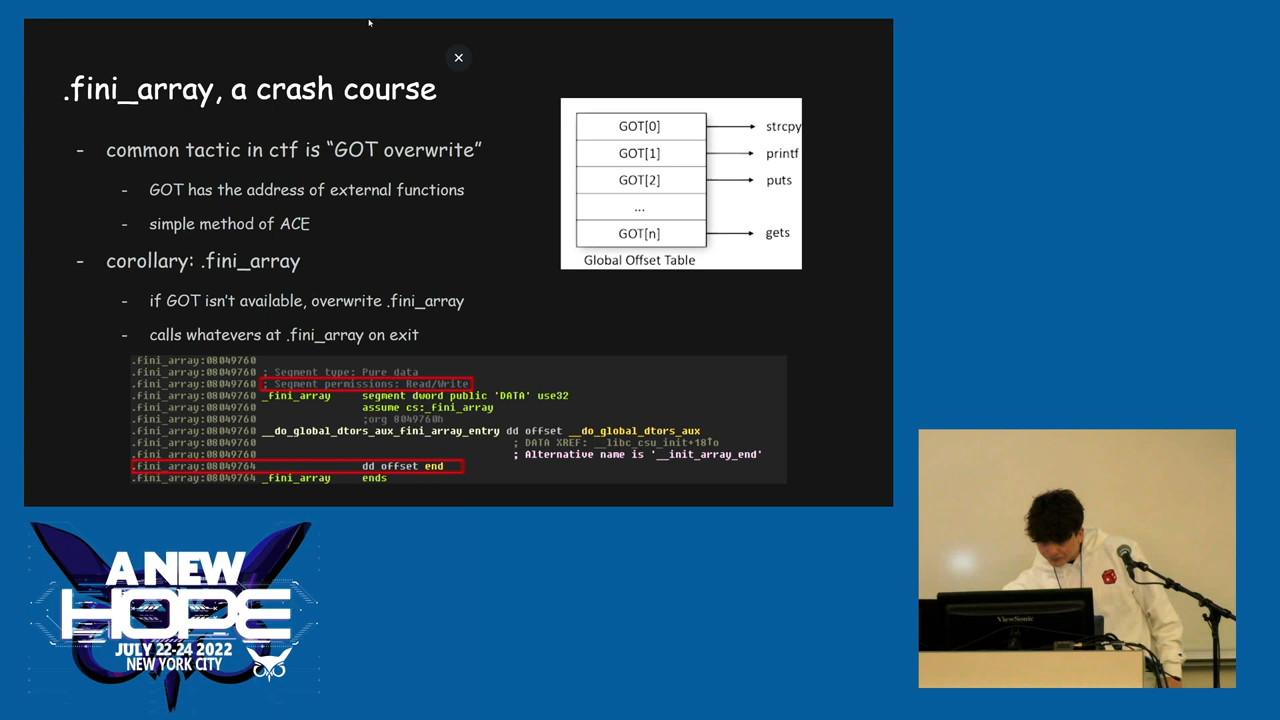 .fini_array, a crash course
- common tactic in ctf is “GOT overwrite”
- GOT has the address of external functions
- simple method of ACE
- corollary: .fini_array
- if GOT isn't available, overwrite .fini_array
- calls whatevers at .fini_array on exit
GOT[0] strcpy
GOT[1] printf
GOT[2] puts
...
GOT[n] gets
Global Offset Table
.fini_array:08049760
.fini_array:08049760 ; Segment type: Pure data
.fini_array:08049760 ; Segment permissions: Read/Write
.fini_array:08049760 _fini_array segment dword public 'DATA' use32
.fini_array:08049760 assume cs:_fini_array
.fini_array:08049760 ;org 8049760h
.fini_array:08049760 __do_global_dtors_aux_fini_array_entry dd offset __do_global_dtors_aux
.fini_array:08049760 ; DATA XREF: __libc_csu_init+18↑o
.fini_array:08049760 ; Alternative name is '__init_array_end'
.fini_array:08049764 dd offset end
.fini_array:08049764 _fini_array ends
A NEW
HOPE
JULY 22-24 2022
NEW YORK CITY
ViewSonic